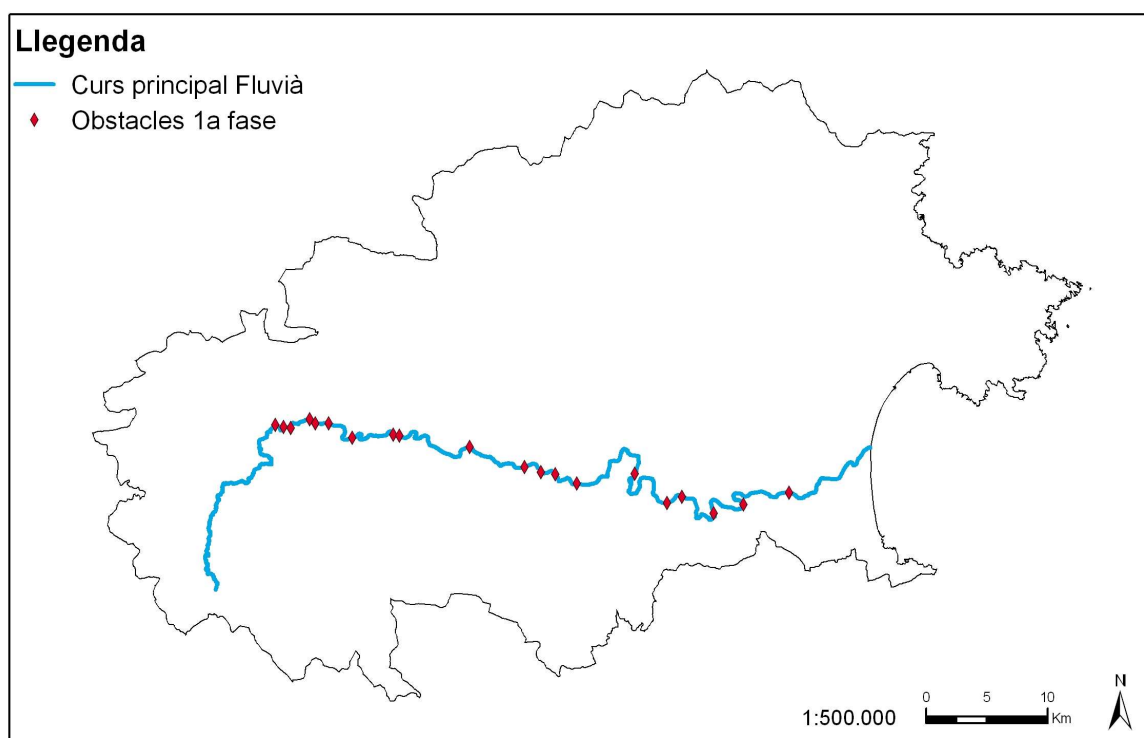 Llegenda
Curs principal Fluvià
Obstacles 1a fase
N
0 5 10
1:500.000
Km